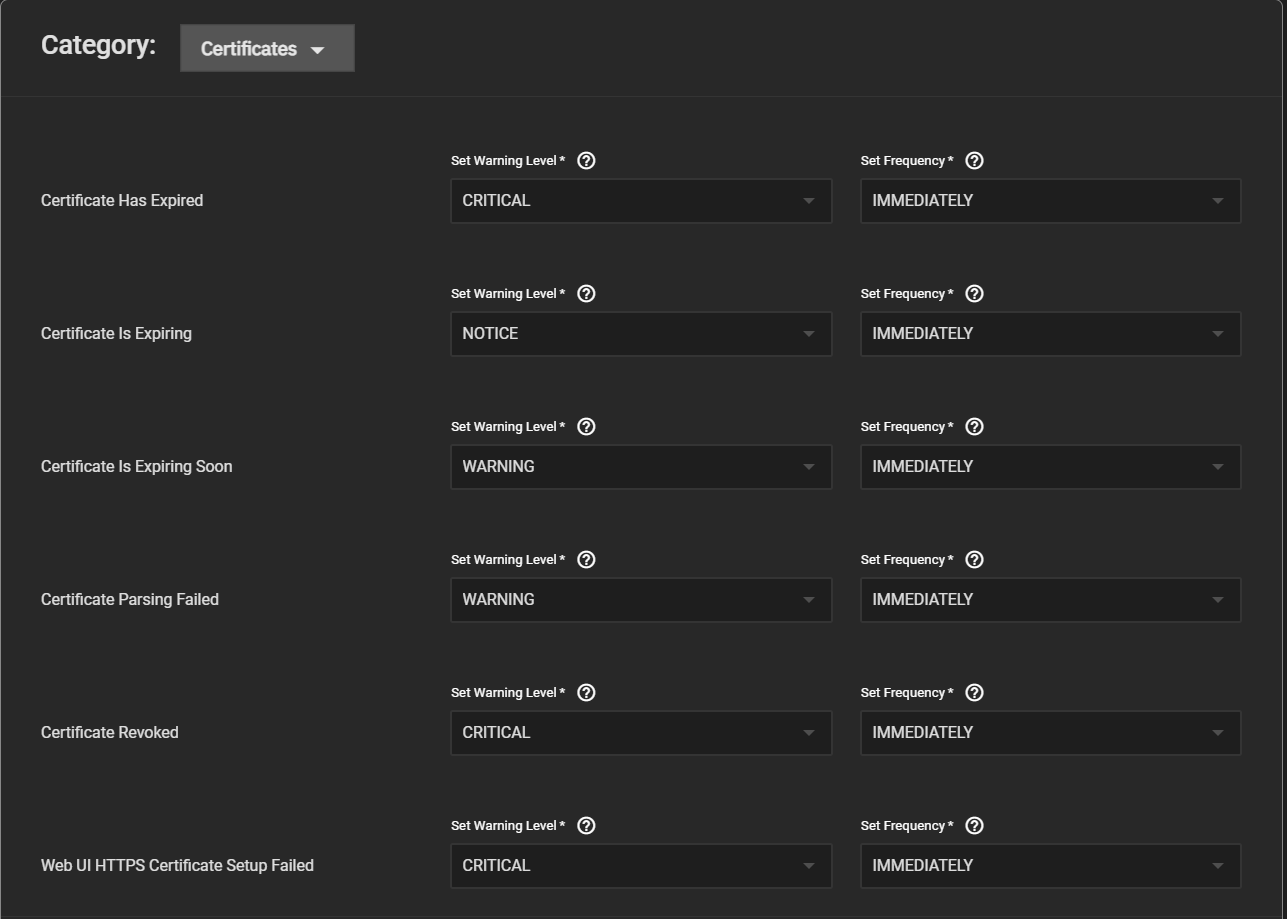 Category: Certificates
Set Warning Level * Set Frequency *
Certificate Has Expired CRITICAL IMMEDIATELY
Set Warning Level * Set Frequency *
Certificate Is Expiring NOTICE IMMEDIATELY
Set Warning Level * Set Frequency *
Certificate Is Expiring Soon WARNING IMMEDIATELY
Set Warning Level * Set Frequency *
Certificate Parsing Failed WARNING IMMEDIATELY
Set Warning Level * Set Frequency *
Certificate Revoked CRITICAL IMMEDIATELY
Set Warning Level * Set Frequency *
Web UI HTTPS Certificate Setup Failed CRITICAL IMMEDIATELY